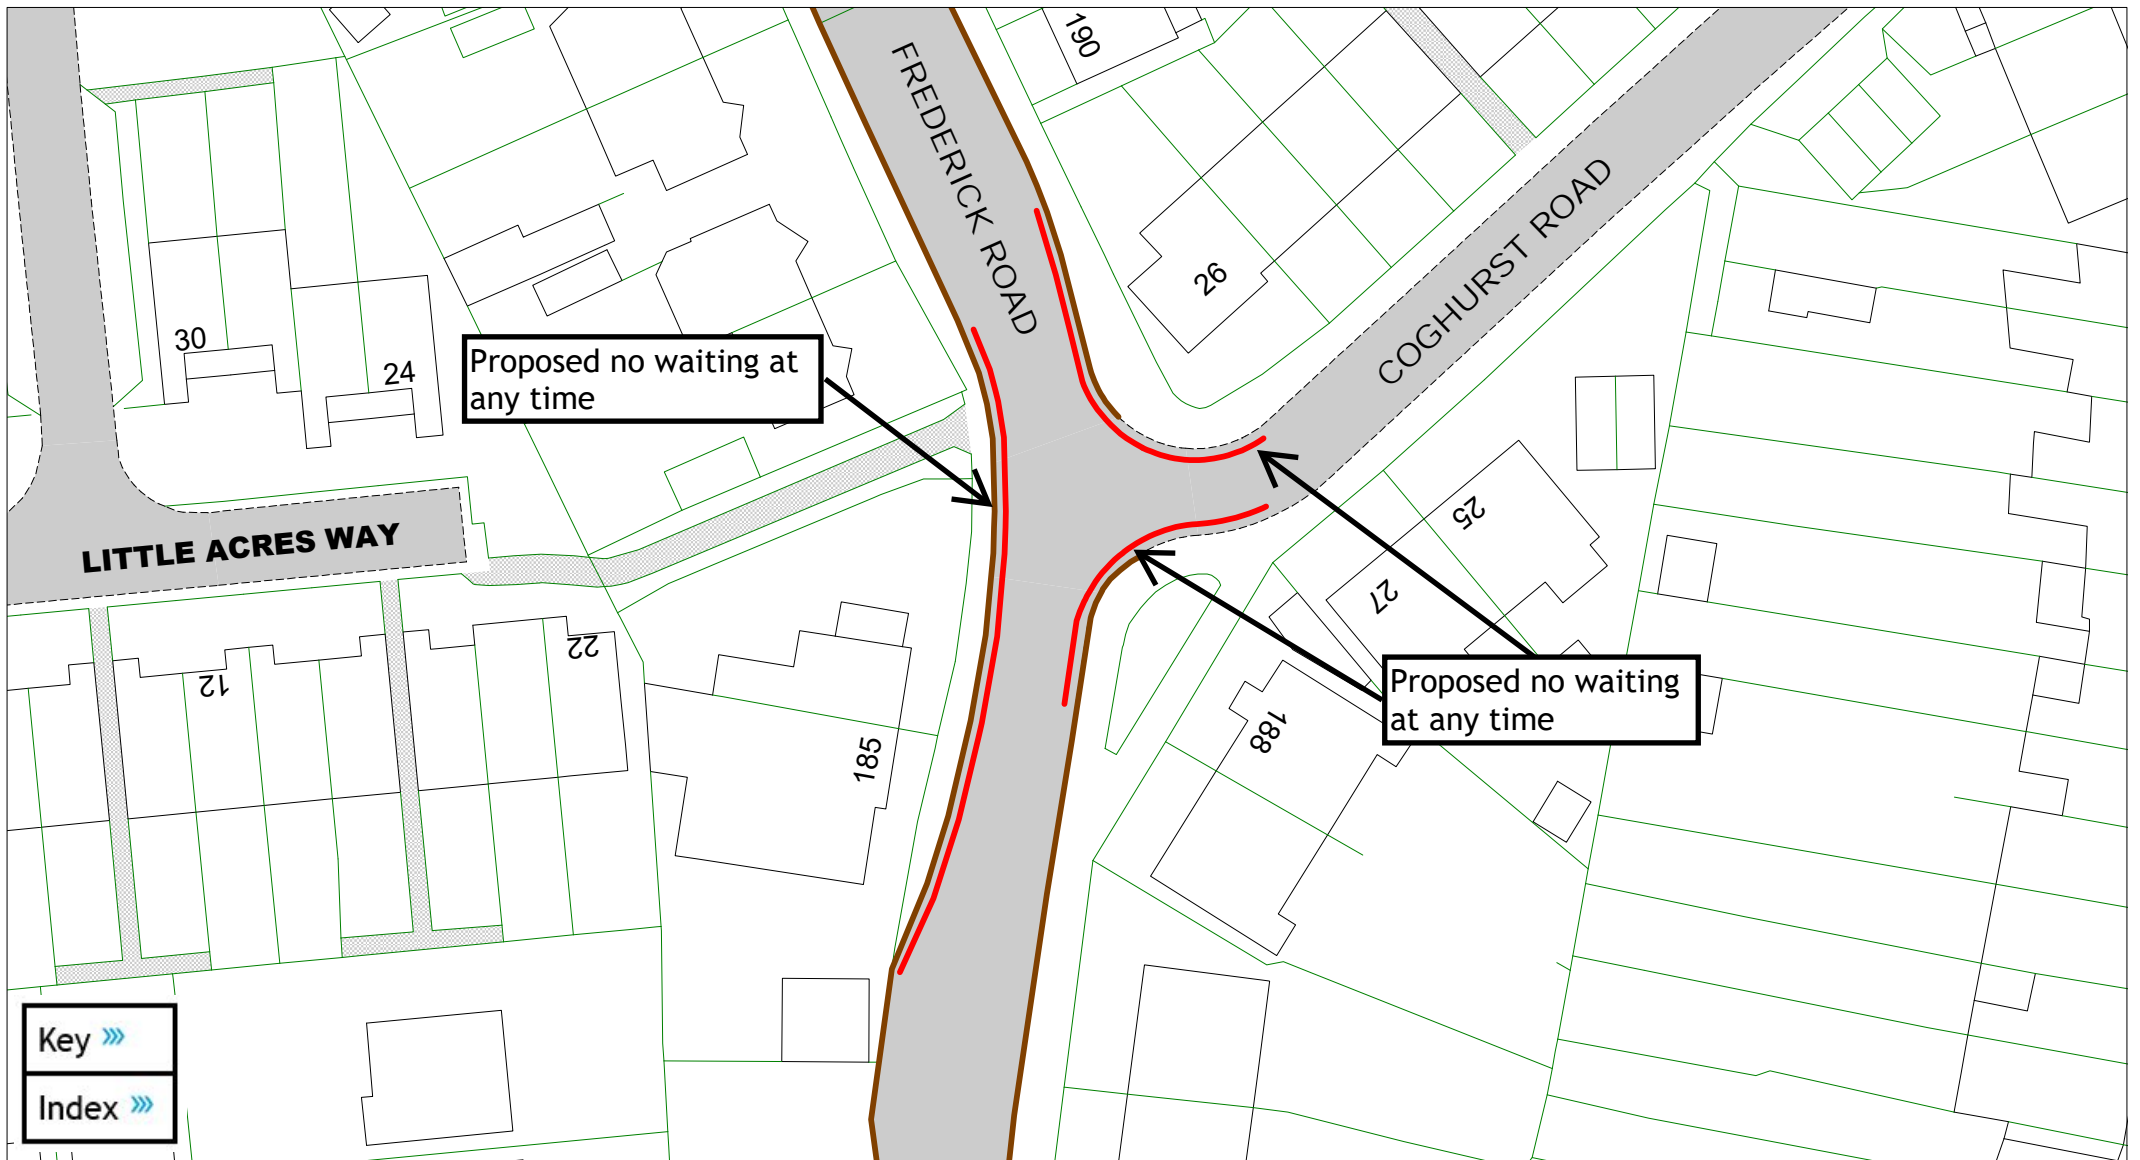 190
FREDERICK ROAD
COGHURST ROAD
26
30
24
Proposed no waiting at
any time
25
27
LITTLE ACRES WAY
22
12
Proposed no waiting
at any time
188
185
Key
Index